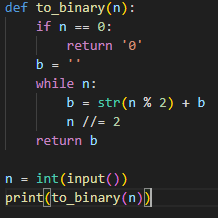 def to_binary(n):
    if n == 0:
        return '0'
    b = ''
    while n:
        b = str(n % 2) + b
        n //= 2
    return b

n = int(input())
print(to_binary(n))